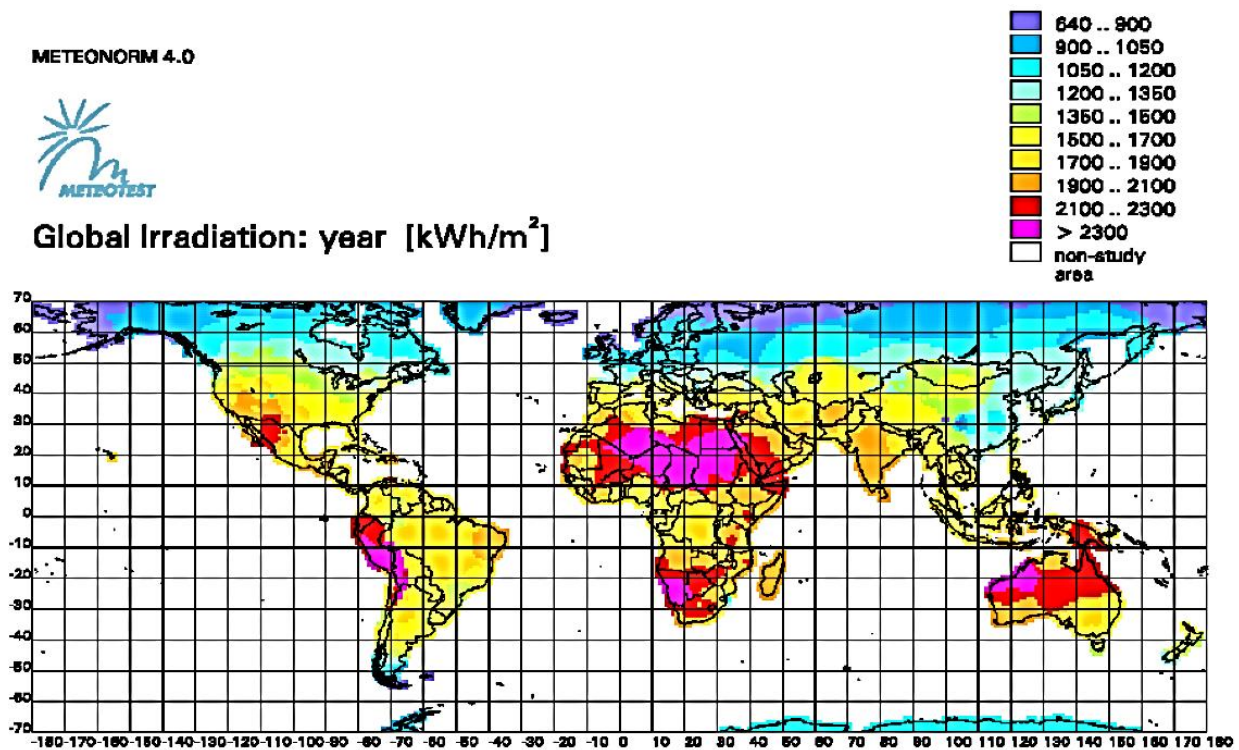 METEONORM 4.0
METEOTEST
Global Irradiation: year [kWh/m²]
640 .. 900
900 .. 1050
1050 .. 1200
1200 .. 1350
1350 .. 1500
1500 .. 1700
1700 .. 1900
1900 .. 2100
2100 .. 2300
> 2300
non-study
area
70
60
50
40
30
20
10
0
-10
-20
-30
-40
-50
-60
-70
-180 -170 -160 -150 -140 -130 -120 -110 -100 -90 -80 -70 -60 -50 -40 -30 -20 -10 0 10 20 30 40 50 60 70 80 90 100 110 120 130 140 150 160 170 180